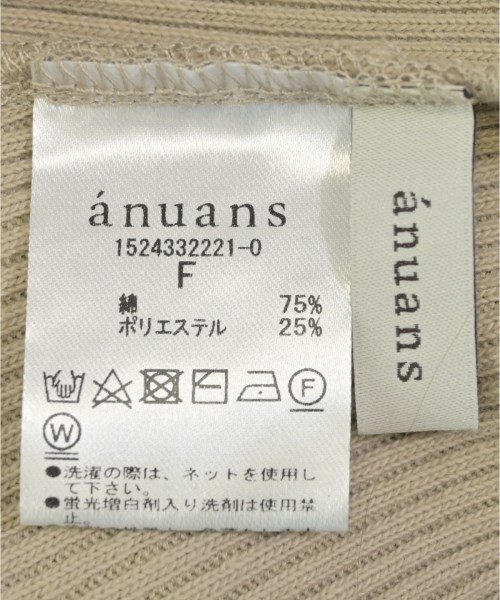 ánuans
1524332221-0
F
綿 75%
ポリエステル 25%
F
W
●洗濯の際は、ネットを使用し
て下さい。
●蛍光増白剤入り洗剤は使用禁
止。
ánuans